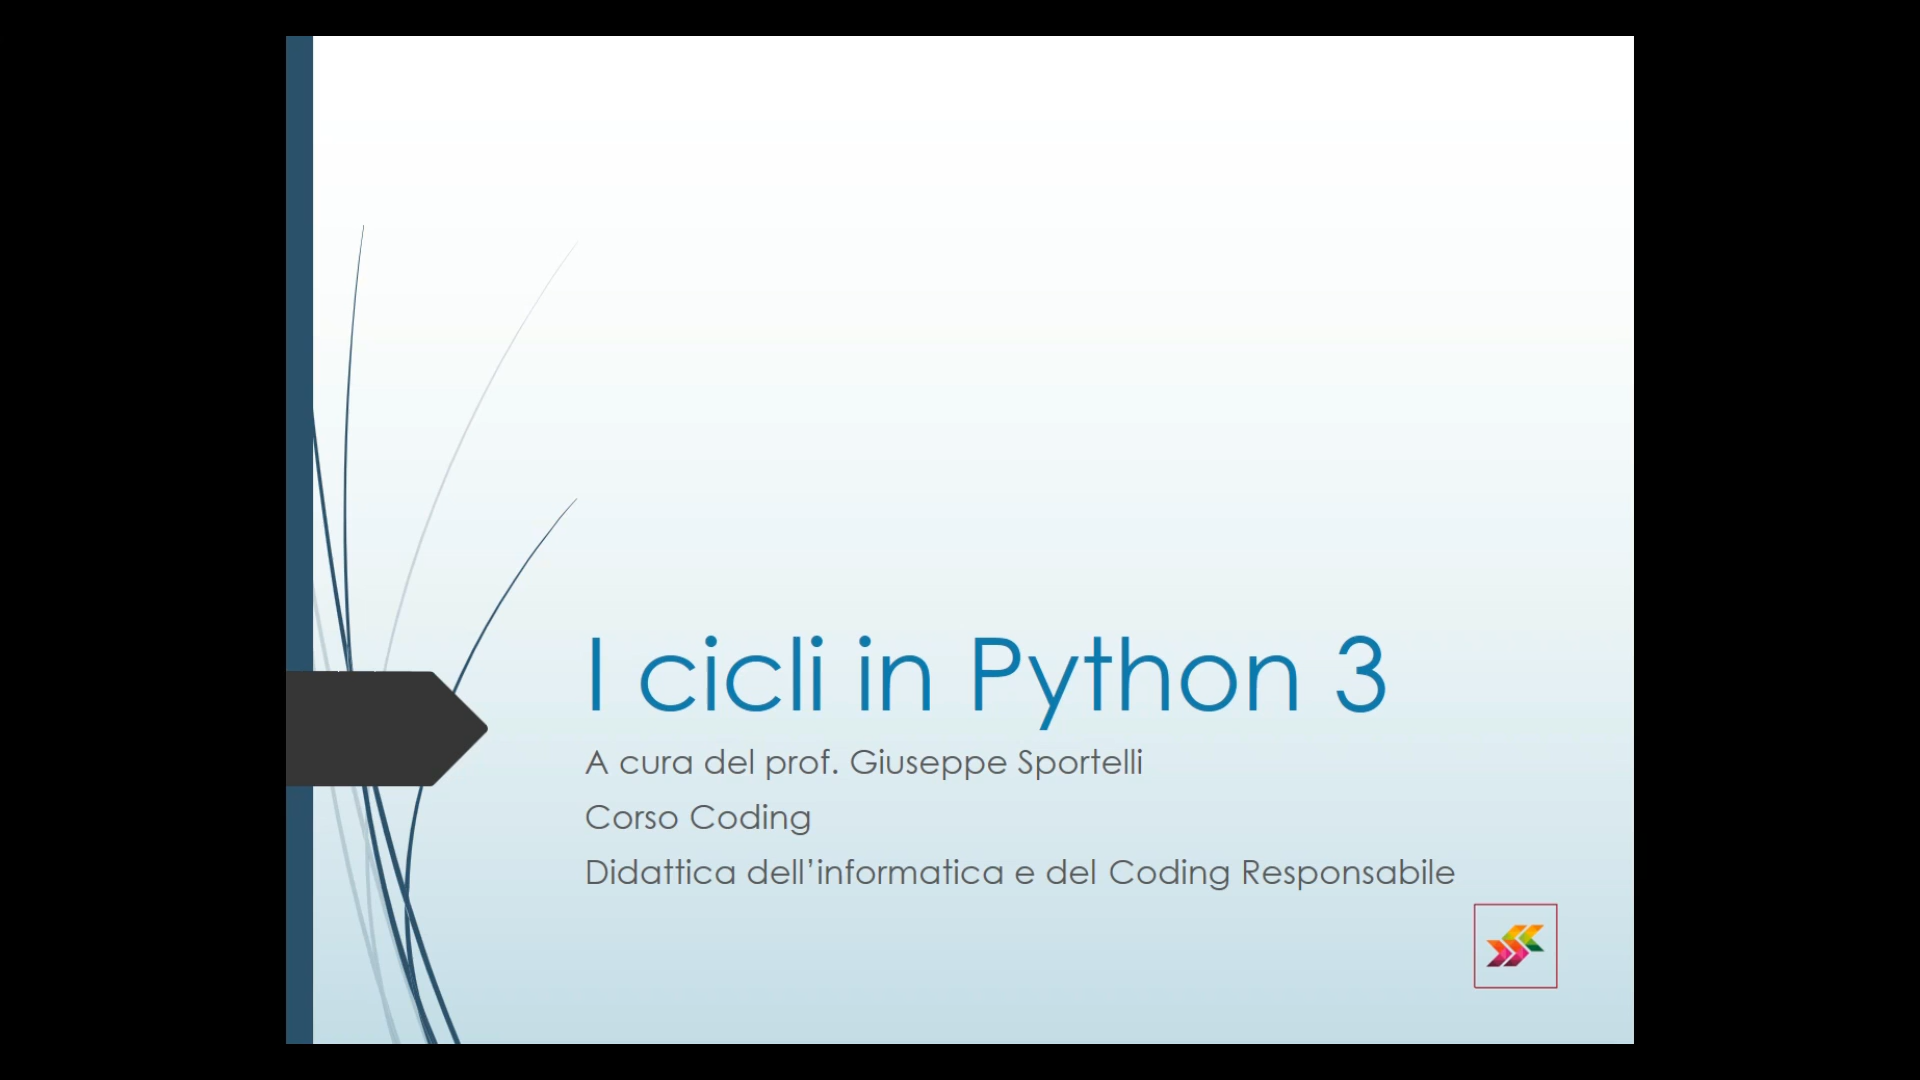 I cicli in Python 3
A cura del prof. Giuseppe Sportelli
Corso Coding
Didattica dell’informatica e del Coding Responsabile